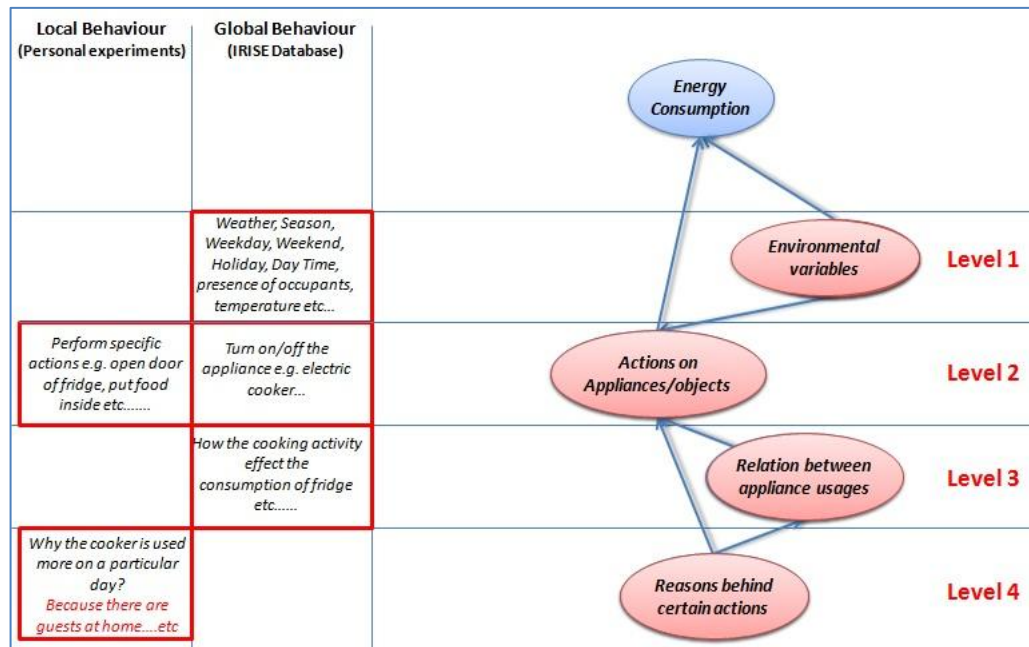 Local Behaviour
(Personal experiments)
Global Behaviour
(IRISE Database)
Energy
Consumption
Weather, Season,
Weekday, Weekend,
Holiday, Day Time,
presence of occupants,
temperature etc...
Environmental
variables
Level 1
Perform specific
actions e.g. open door
of fridge, put food
inside etc.......
Turn on/off the
appliance e.g. electric
cooker...
Actions on
Appliances/objects
Level 2
How the cooking activity
effect the
consumption of fridge
etc......
Relation between
appliance usages
Level 3
Why the cooker is used
more on a particular
day?
Because there are
guests at home....etc
Reasons behind
certain actions
Level 4